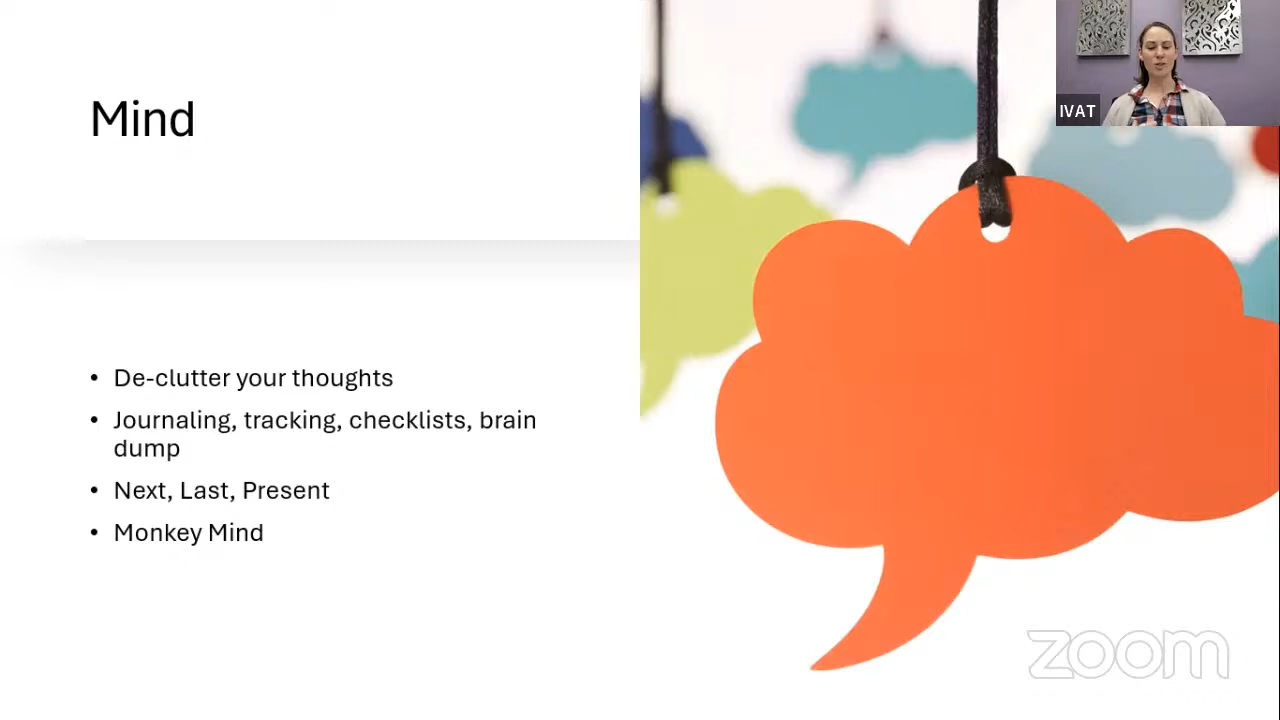 Mind
IVAT
• De-clutter your thoughts
• Journaling, tracking, checklists, brain
dump
• Next, Last, Present
• Monkey Mind
zoom